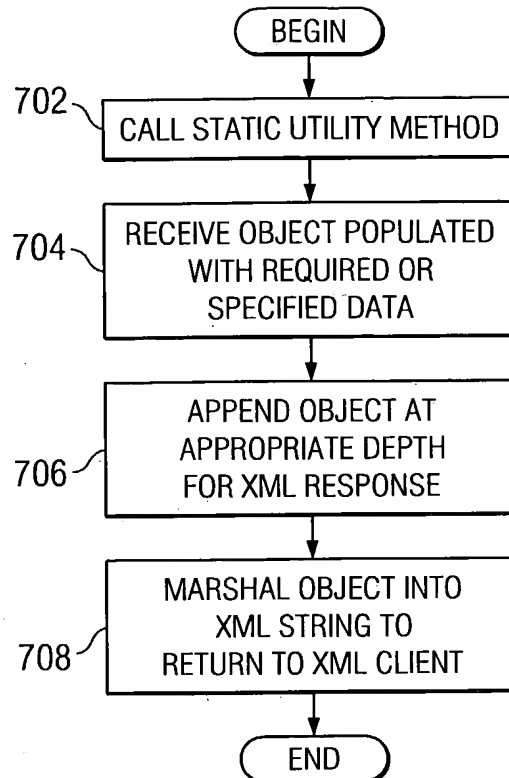 BEGIN
702
CALL STATIC UTILITY METHOD
704
RECEIVE OBJECT POPULATED
WITH REQUIRED OR
SPECIFIED DATA
706
APPEND OBJECT AT
APPROPRIATE DEPTH
FOR XML RESPONSE
708
MARSHAL OBJECT INTO
XML STRING TO
RETURN TO XML CLIENT
END